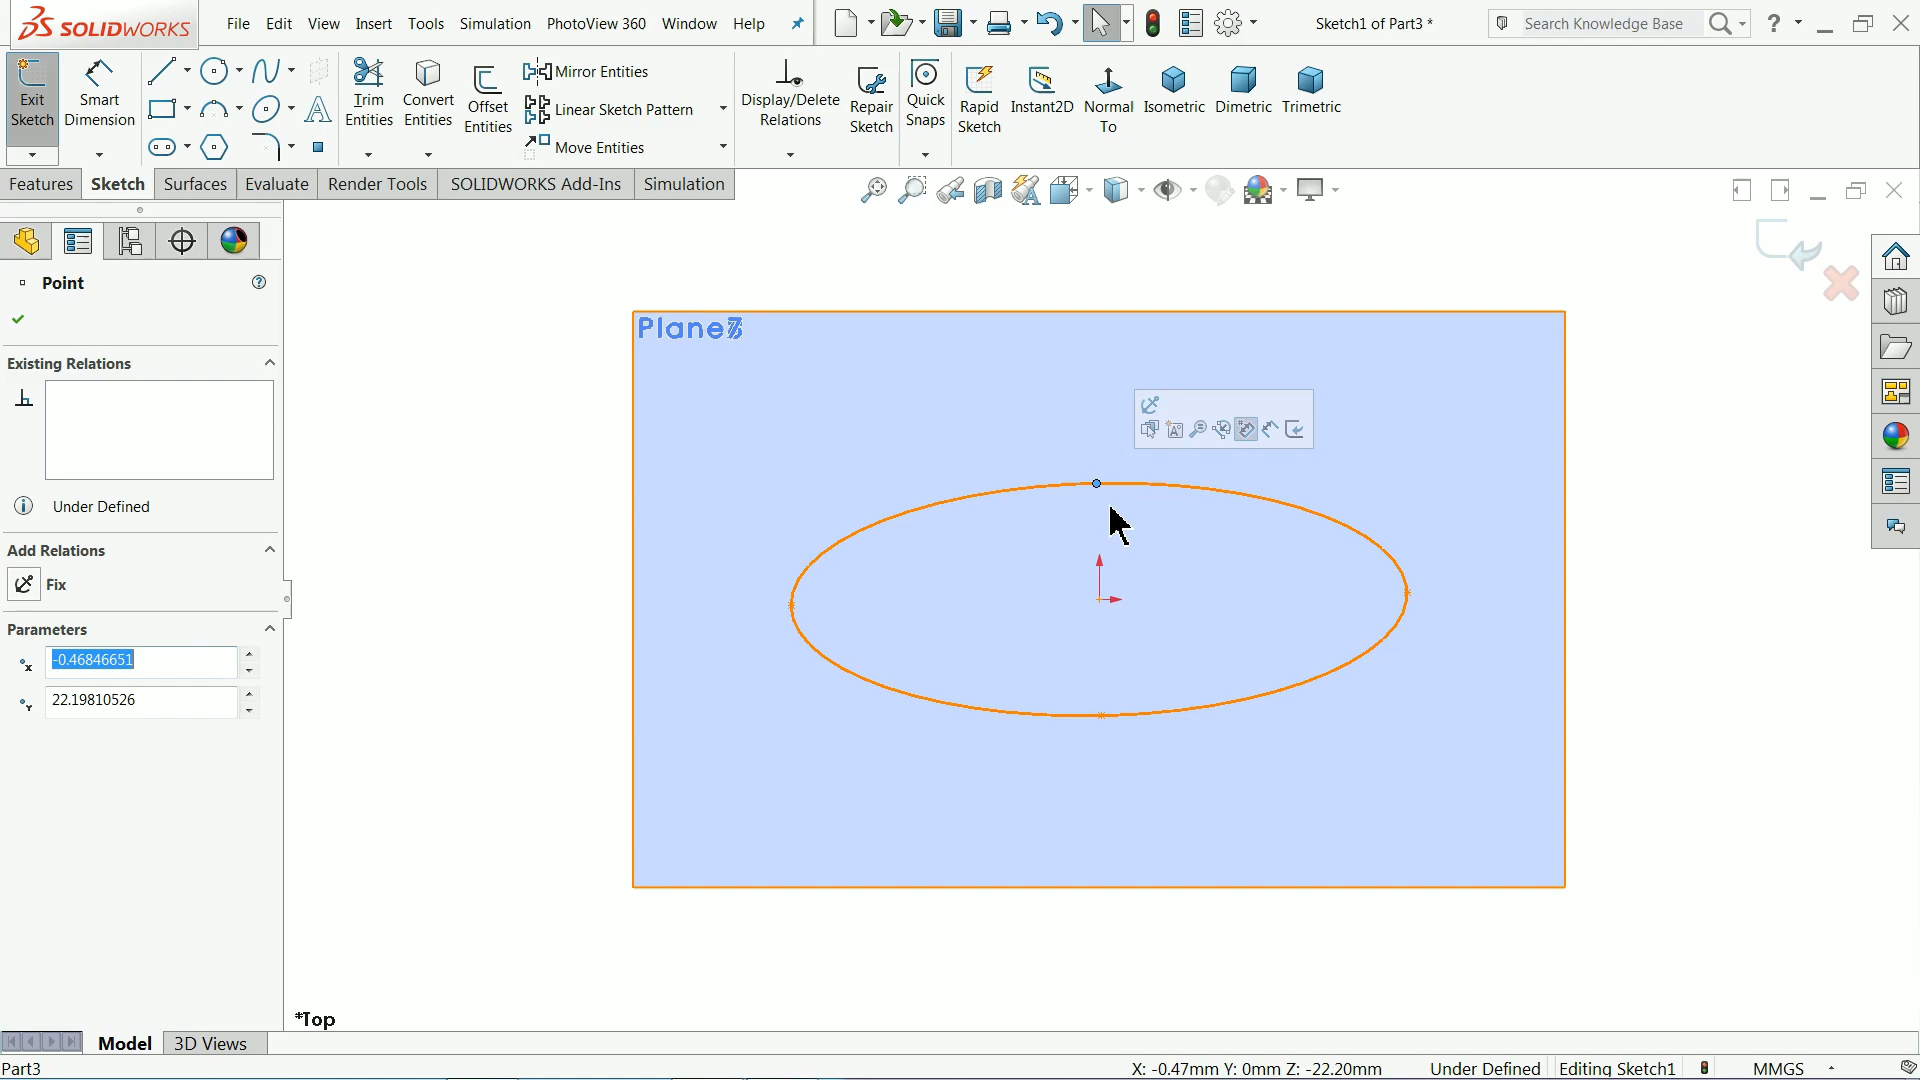 SOLIDWORKS
File Edit View Insert Tools Simulation PhotoView 360 Window Help
Sketch1 of Part3 *
Search Knowledge Base
Exit Sketch
Smart Dimension
Trim Entities
Convert Entities
Offset Entities
Mirror Entities
Linear Sketch Pattern
Move Entities
Display/Delete Relations
Repair Sketch
Quick Snaps
Rapid Sketch
Instant2D
Normal To
Isometric
Dimetric
Trimetric
Features Sketch Surfaces Evaluate Render Tools SOLIDWORKS Add-Ins Simulation
Point
Existing Relations
Under Defined
Add Relations
Fix
Parameters
-0.46846651
22.19810526
*Top
Model 3D Views
Part3
X: -0.47mm Y: 0mm Z: -22.20mm Under Defined Editing Sketch1 MMGS